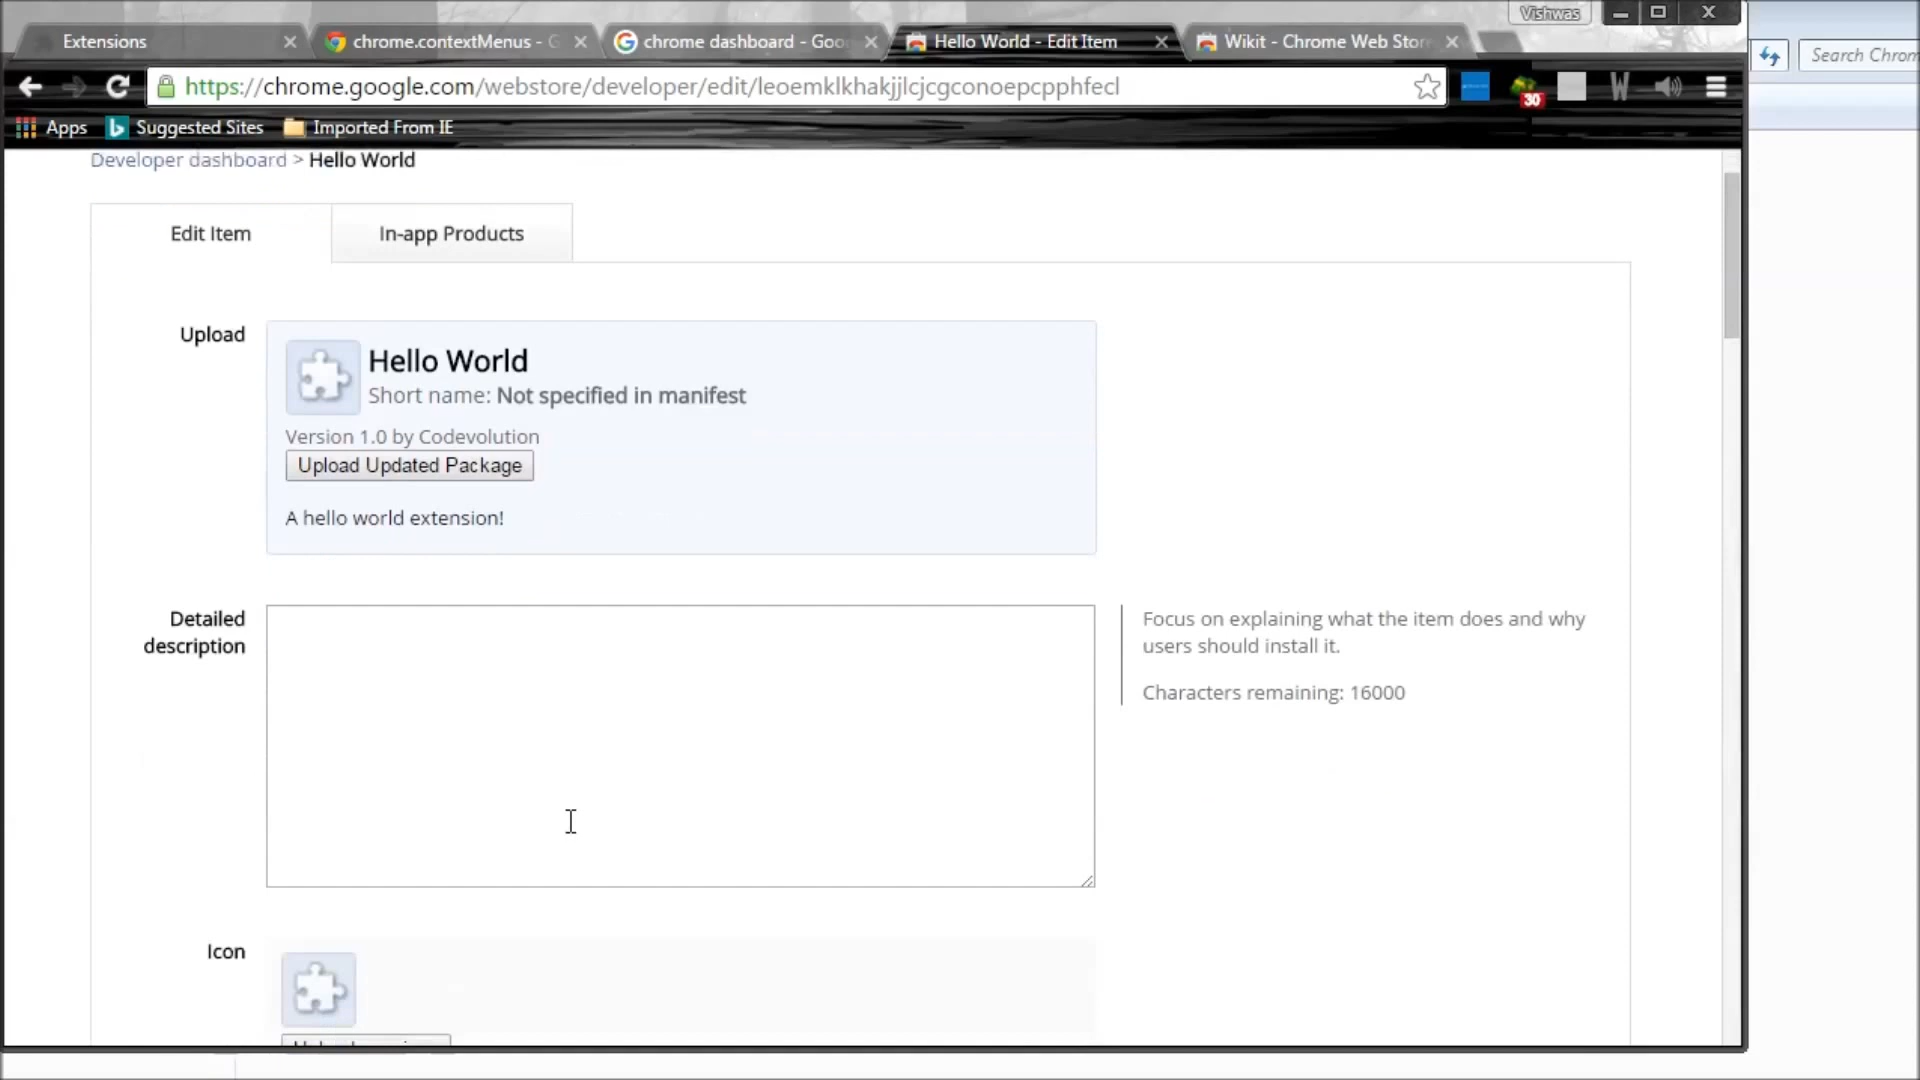 Vishwas
Extensions
chrome.contextMenus - G
chrome dashboard - Goo
Hello World - Edit Item
Wikit - Chrome Web Stor
https://chrome.google.com/webstore/developer/edit/leoemklkhakjjlcjcgconoepcpphfecl
30
W
Search Chrom
Apps
b
Suggested Sites
Imported From IE
Developer dashboard > Hello World
Edit Item
In-app Products
Upload
Hello World
Short name: Not specified in manifest
Version 1.0 by Codevolution
Upload Updated Package
A hello world extension!
Detailed
description
Focus on explaining what the item does and why
users should install it.
Characters remaining: 16000
Icon